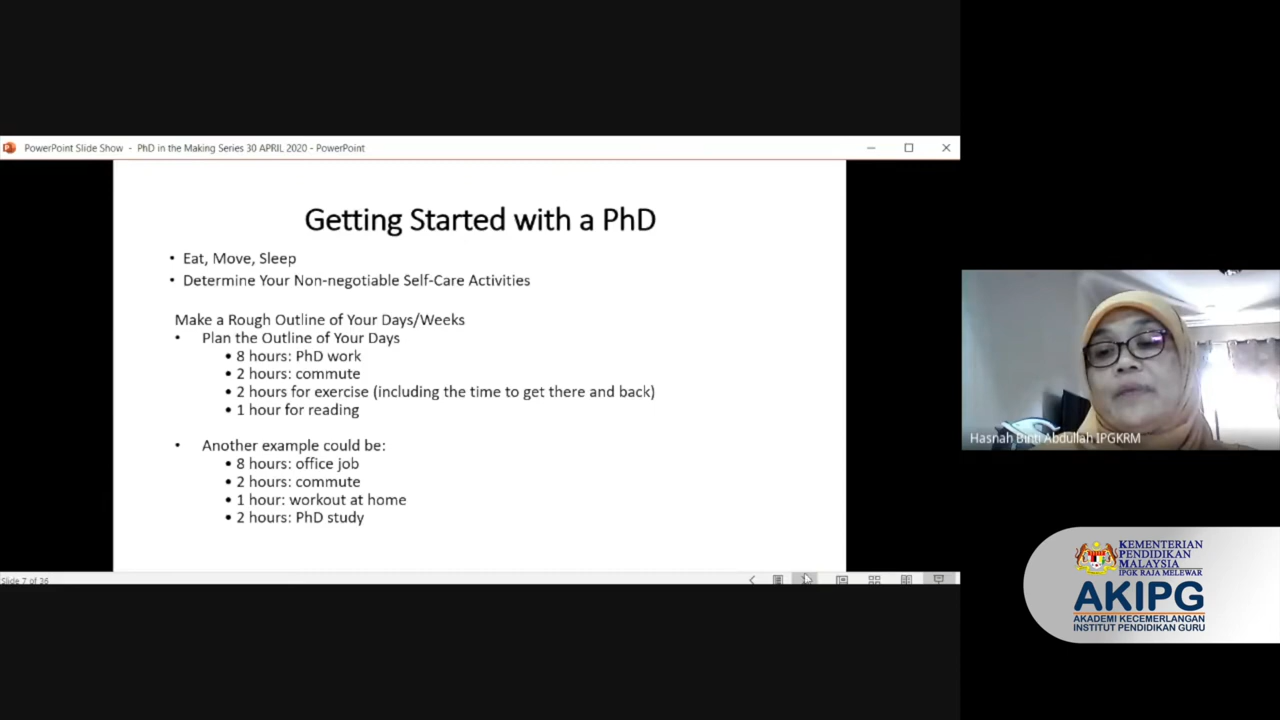 PowerPoint Slide Show - PhD in the Making Series 30 APRIL 2020 - PowerPoint
Getting Started with a PhD
• Eat, Move, Sleep
• Determine Your Non-negotiable Self-Care Activities
Make a Rough Outline of Your Days/Weeks
• Plan the Outline of Your Days
• 8 hours: PhD work
• 2 hours: commute
• 2 hours for exercise (including the time to get there and back)
• 1 hour for reading
• Another example could be:
• 8 hours: office job
• 2 hours: commute
• 1 hour: workout at home
• 2 hours: PhD study
Slide 7 of 36
Hasnah Binti Abdullah IPGKRM
KEMENTERIAN
PENDIDIKAN
MALAYSIA
IPGK RAJA MELEWAR
AKIPG
AKADEMI KECEMERLANGAN
INSTITUT PENDIDIKAN GURU